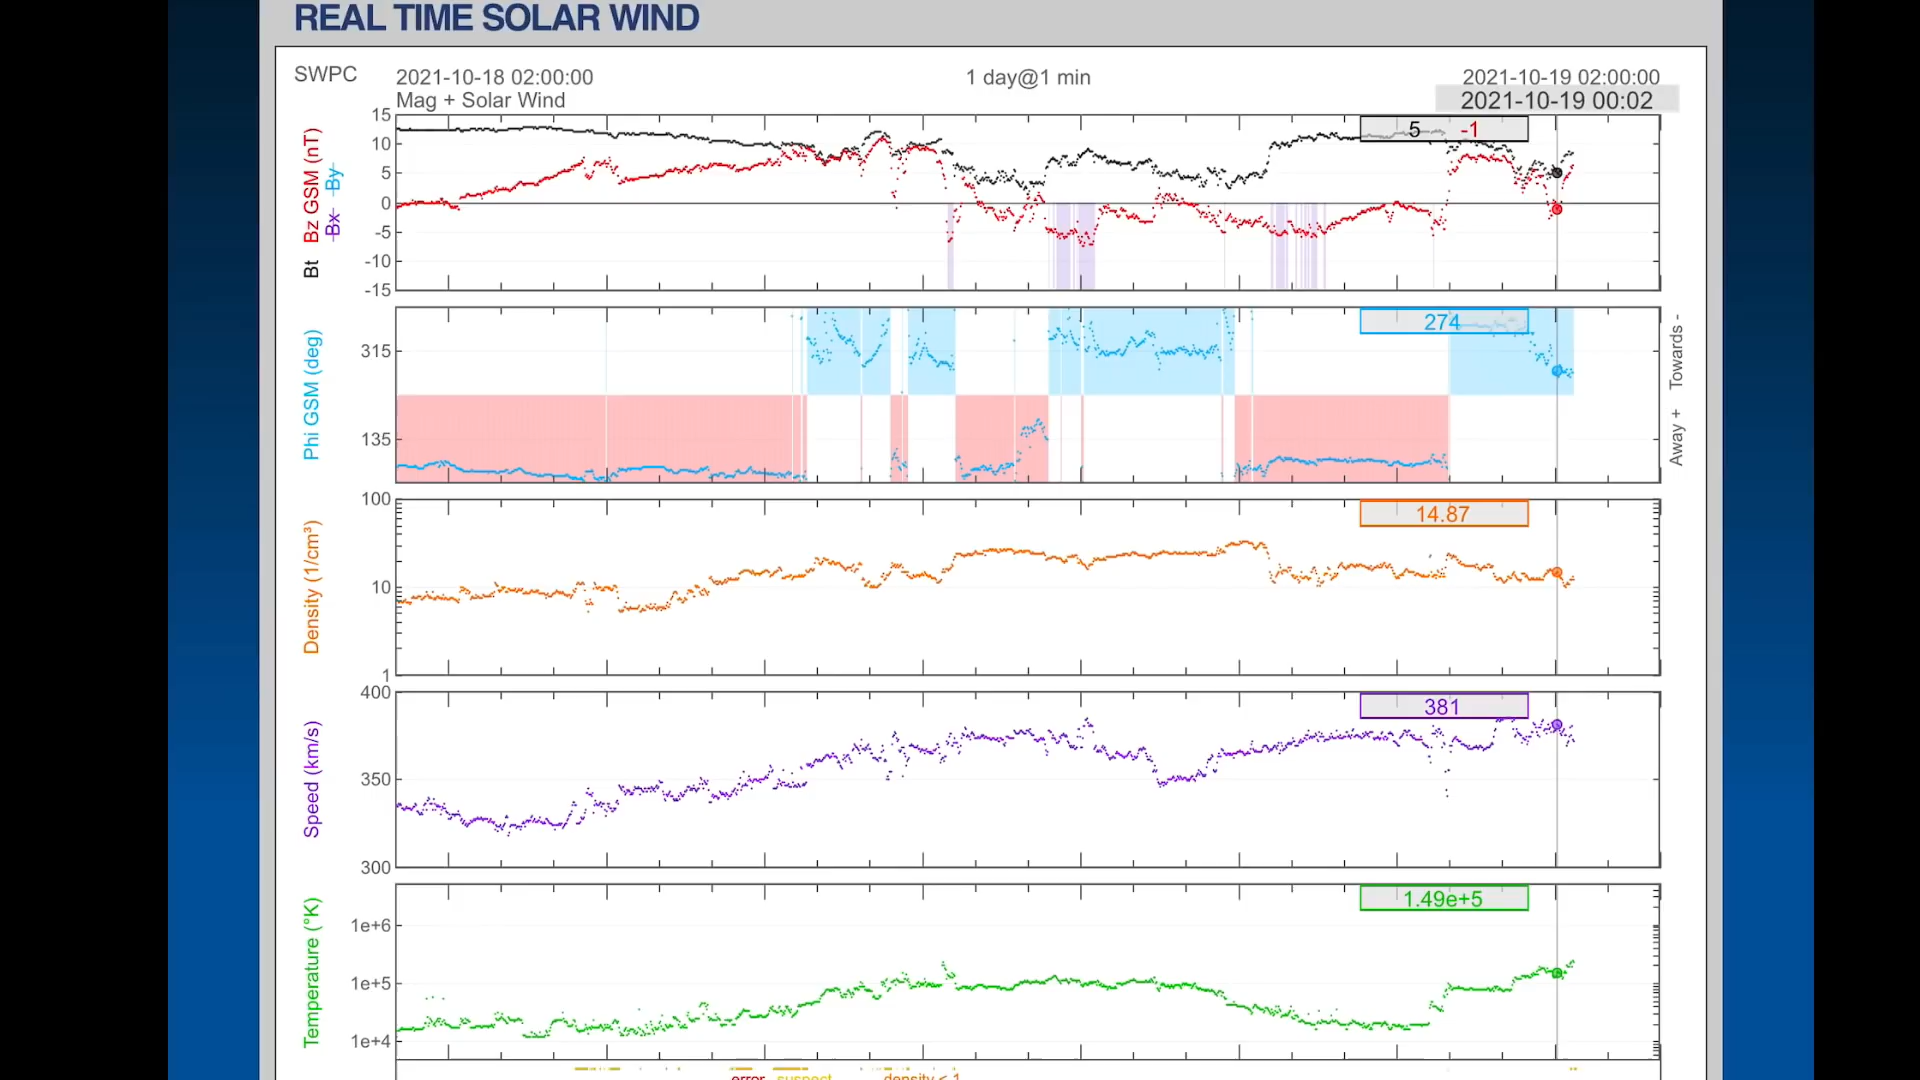 REAL TIME SOLAR WIND
SWPC
2021-10-18 02:00:00
1 day@1 min
2021-10-19 02:00:00
Mag + Solar Wind
2021-10-19 00:02
Bt Bz GSM (nT)
Bx By
15
10
5
0
-5
-10
-15
5 -1
Phi GSM (deg)
315
135
274
Towards -
Away +
Density (1/cm³)
100
10
1
14.87
Speed (km/s)
400
350
300
381
Temperature (°K)
1e+6
1e+5
1e+4
1.49e+5
error suspect density < 1